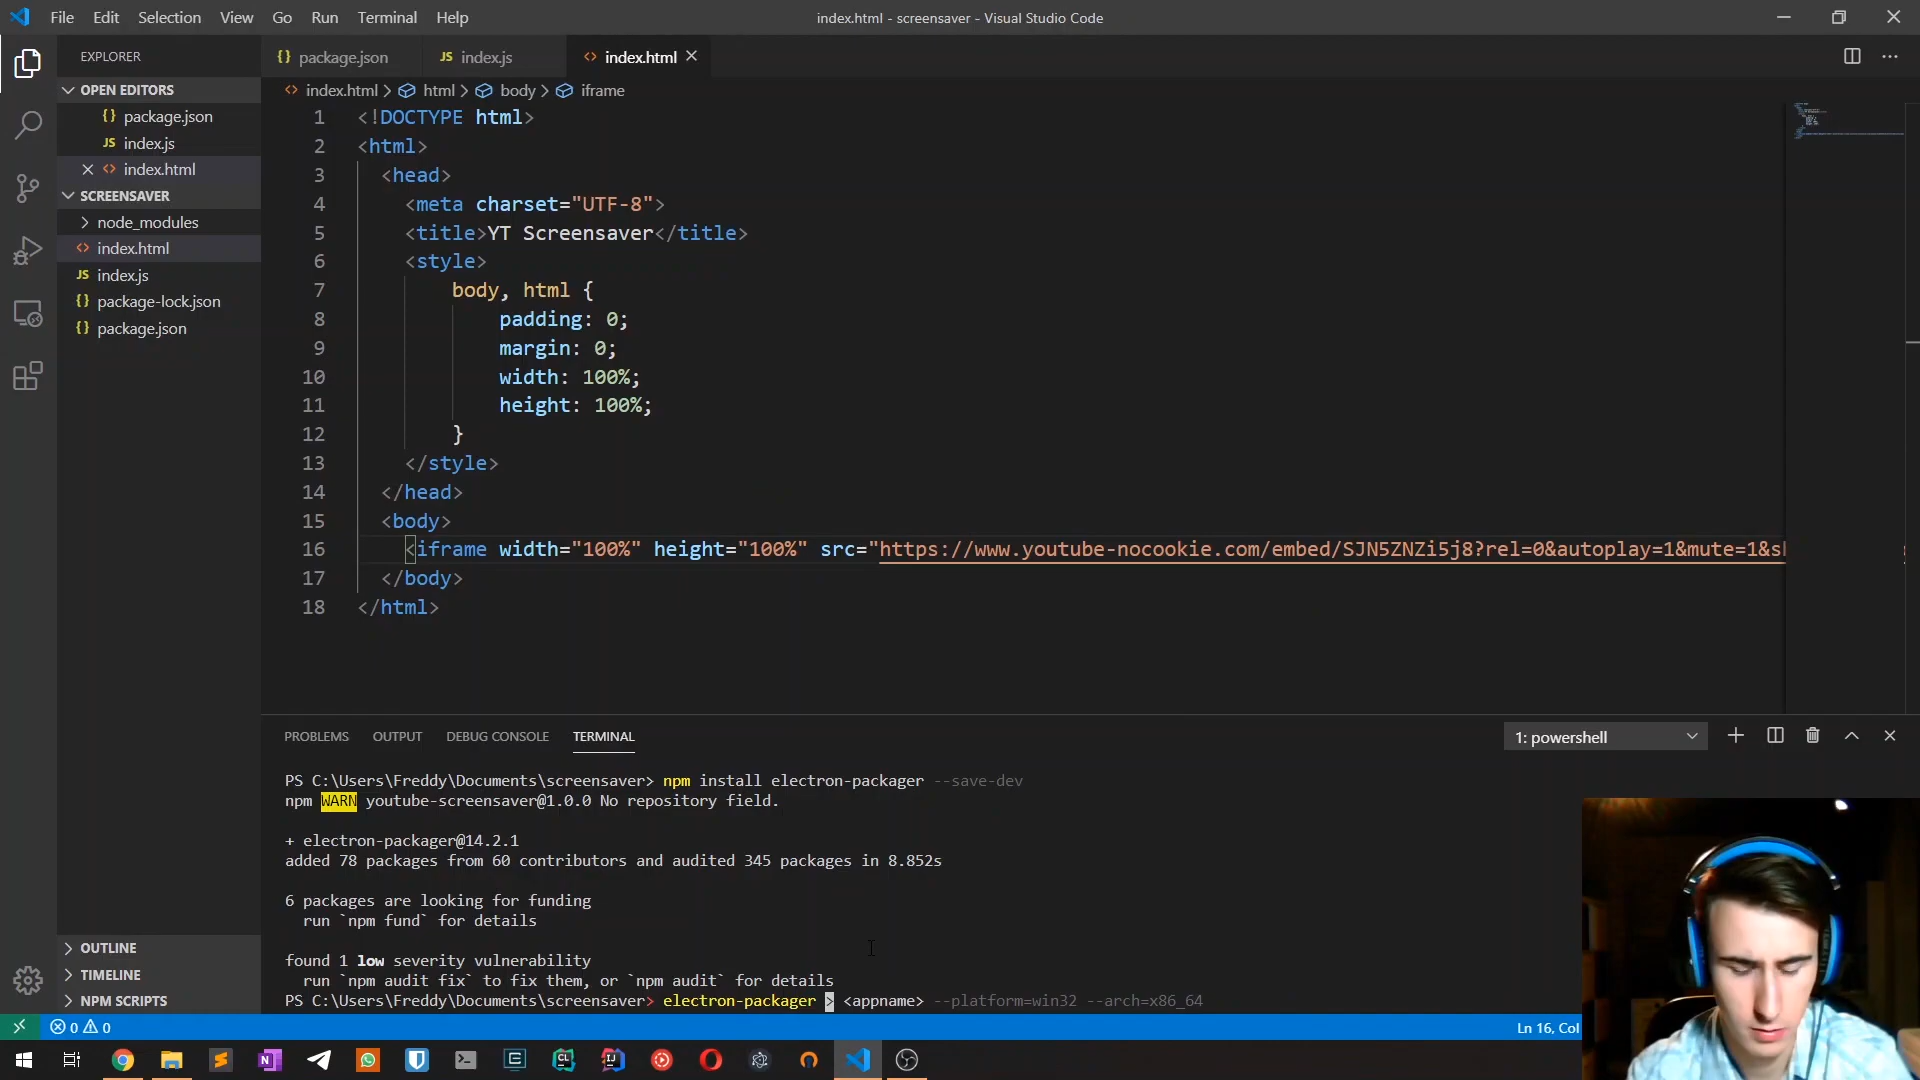 File Edit Selection View Go Run Terminal Help
index.html - screensaver - Visual Studio Code
EXPLORER
OPEN EDITORS
{} package.json
JS index.js
<> index.html
SCREENSAVER
node_modules
<> index.html
JS index.js
{} package-lock.json
{} package.json
OUTLINE
TIMELINE
NPM SCRIPTS
{} package.json JS index.js <> index.html
<> index.html > html > body > iframe
1 <!DOCTYPE html>
2 <html>
3 <head>
4 <meta charset="UTF-8">
5 <title>YT Screensaver</title>
6 <style>
7 body, html {
8 padding: 0;
9 margin: 0;
10 width: 100%;
11 height: 100%;
12 }
13 </style>
14 </head>
15 <body>
16 <iframe width="100%" height="100%" src="https://www.youtube-nocookie.com/embed/SJN5ZNZi5j8?rel=0&autoplay=1&mute=1&s
17 </body>
18 </html>
PROBLEMS OUTPUT DEBUG CONSOLE TERMINAL
1: powershell
PS C:\Users\Freddy\Documents\screensaver> npm install electron-packager --save-dev
npm WARN youtube-screensaver@1.0.0 No repository field.
+ electron-packager@14.2.1
added 78 packages from 60 contributors and audited 345 packages in 8.852s
6 packages are looking for funding
run `npm fund` for details
found 1 low severity vulnerability
run `npm audit fix` to fix them, or `npm audit` for details
PS C:\Users\Freddy\Documents\screensaver> electron-packager > <appname> --platform=win32 --arch=x86_64
0 0
Ln 16, Col